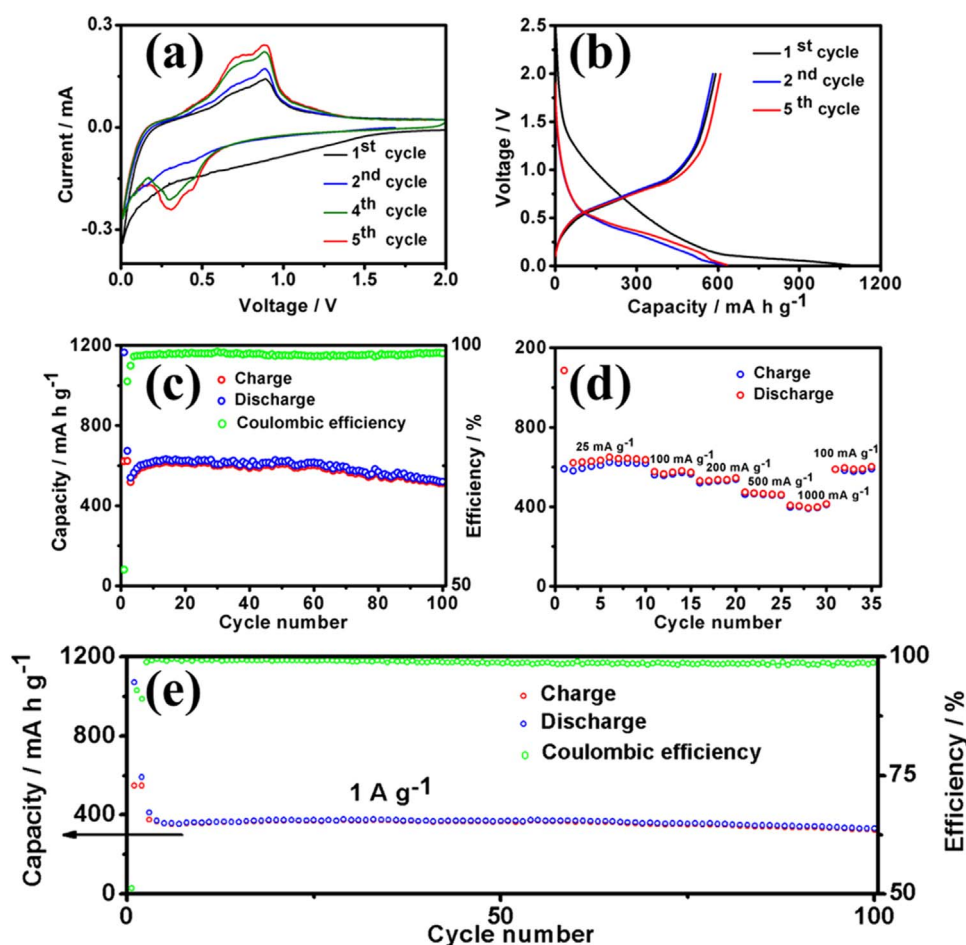 (a)
0.3
0.0
-0.3
Current / mA
1st cycle
2nd cycle
4th cycle
5th cycle
0.0 0.5 1.0 1.5 2.0
Voltage / V
(b)
2.5
2.0
1.5
1.0
0.5
0.0
Voltage / V
1st cycle
2nd cycle
5th cycle
0 300 600 900 1200
Capacity / mA h g-1
(c)
1200
900
600
300
0
Capacity / mA h g-1
Charge
Discharge
Coulombic efficiency
100
50
Efficiency / %
0 20 40 60 80 100
Cycle number
(d)
200
800
600
400
0
Charge
Discharge
25 mA g-1
100 mA g-1
200 mA g-1
500 mA g-1
1000 mA g-1
100 mA g-1
0 5 10 15 20 25 30 35
Cycle number
(e)
1200
800
400
0
Capacity / mA h g-1
Charge
Discharge
Coulombic efficiency
1 A g-1
100
75
50
Efficiency / %
0 50 100
Cycle number